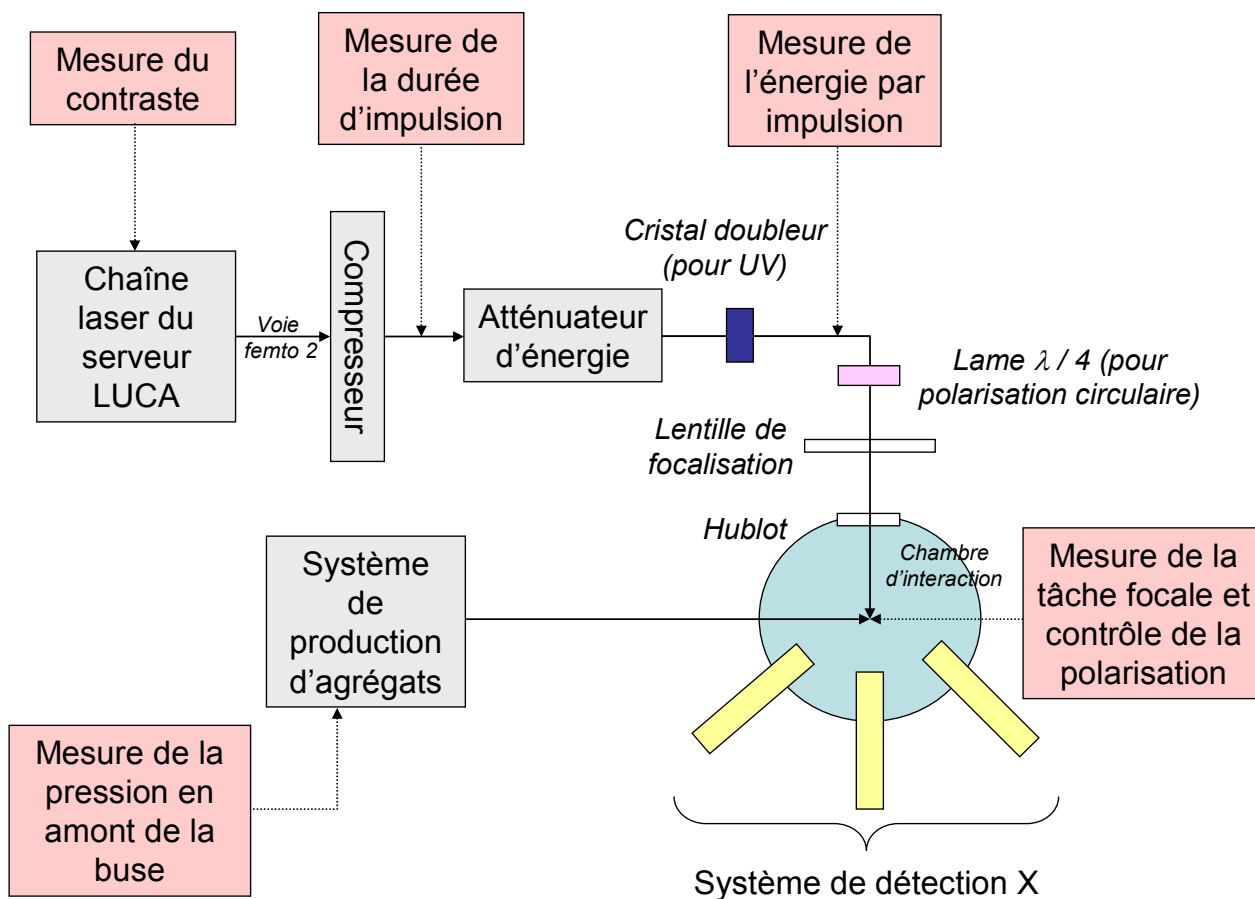 Mesure du
contraste
Mesure de
la durée
d’impulsion
Mesure de
l’énergie par
impulsion
Cristal doubleur
(pour UV)
Chaîne
laser du
serveur
LUCA
Voie
femto 2
Compresseur
Atténuateur
d’énergie
Lame λ / 4 (pour
polarisation circulaire)
Lentille de
focalisation
Hublot
Chambre
d’interaction
Système
de
production
d’agrégats
Mesure de la
tâche focale et
contrôle de la
polarisation
Mesure de la
pression en
amont de la
buse
Système de détection X